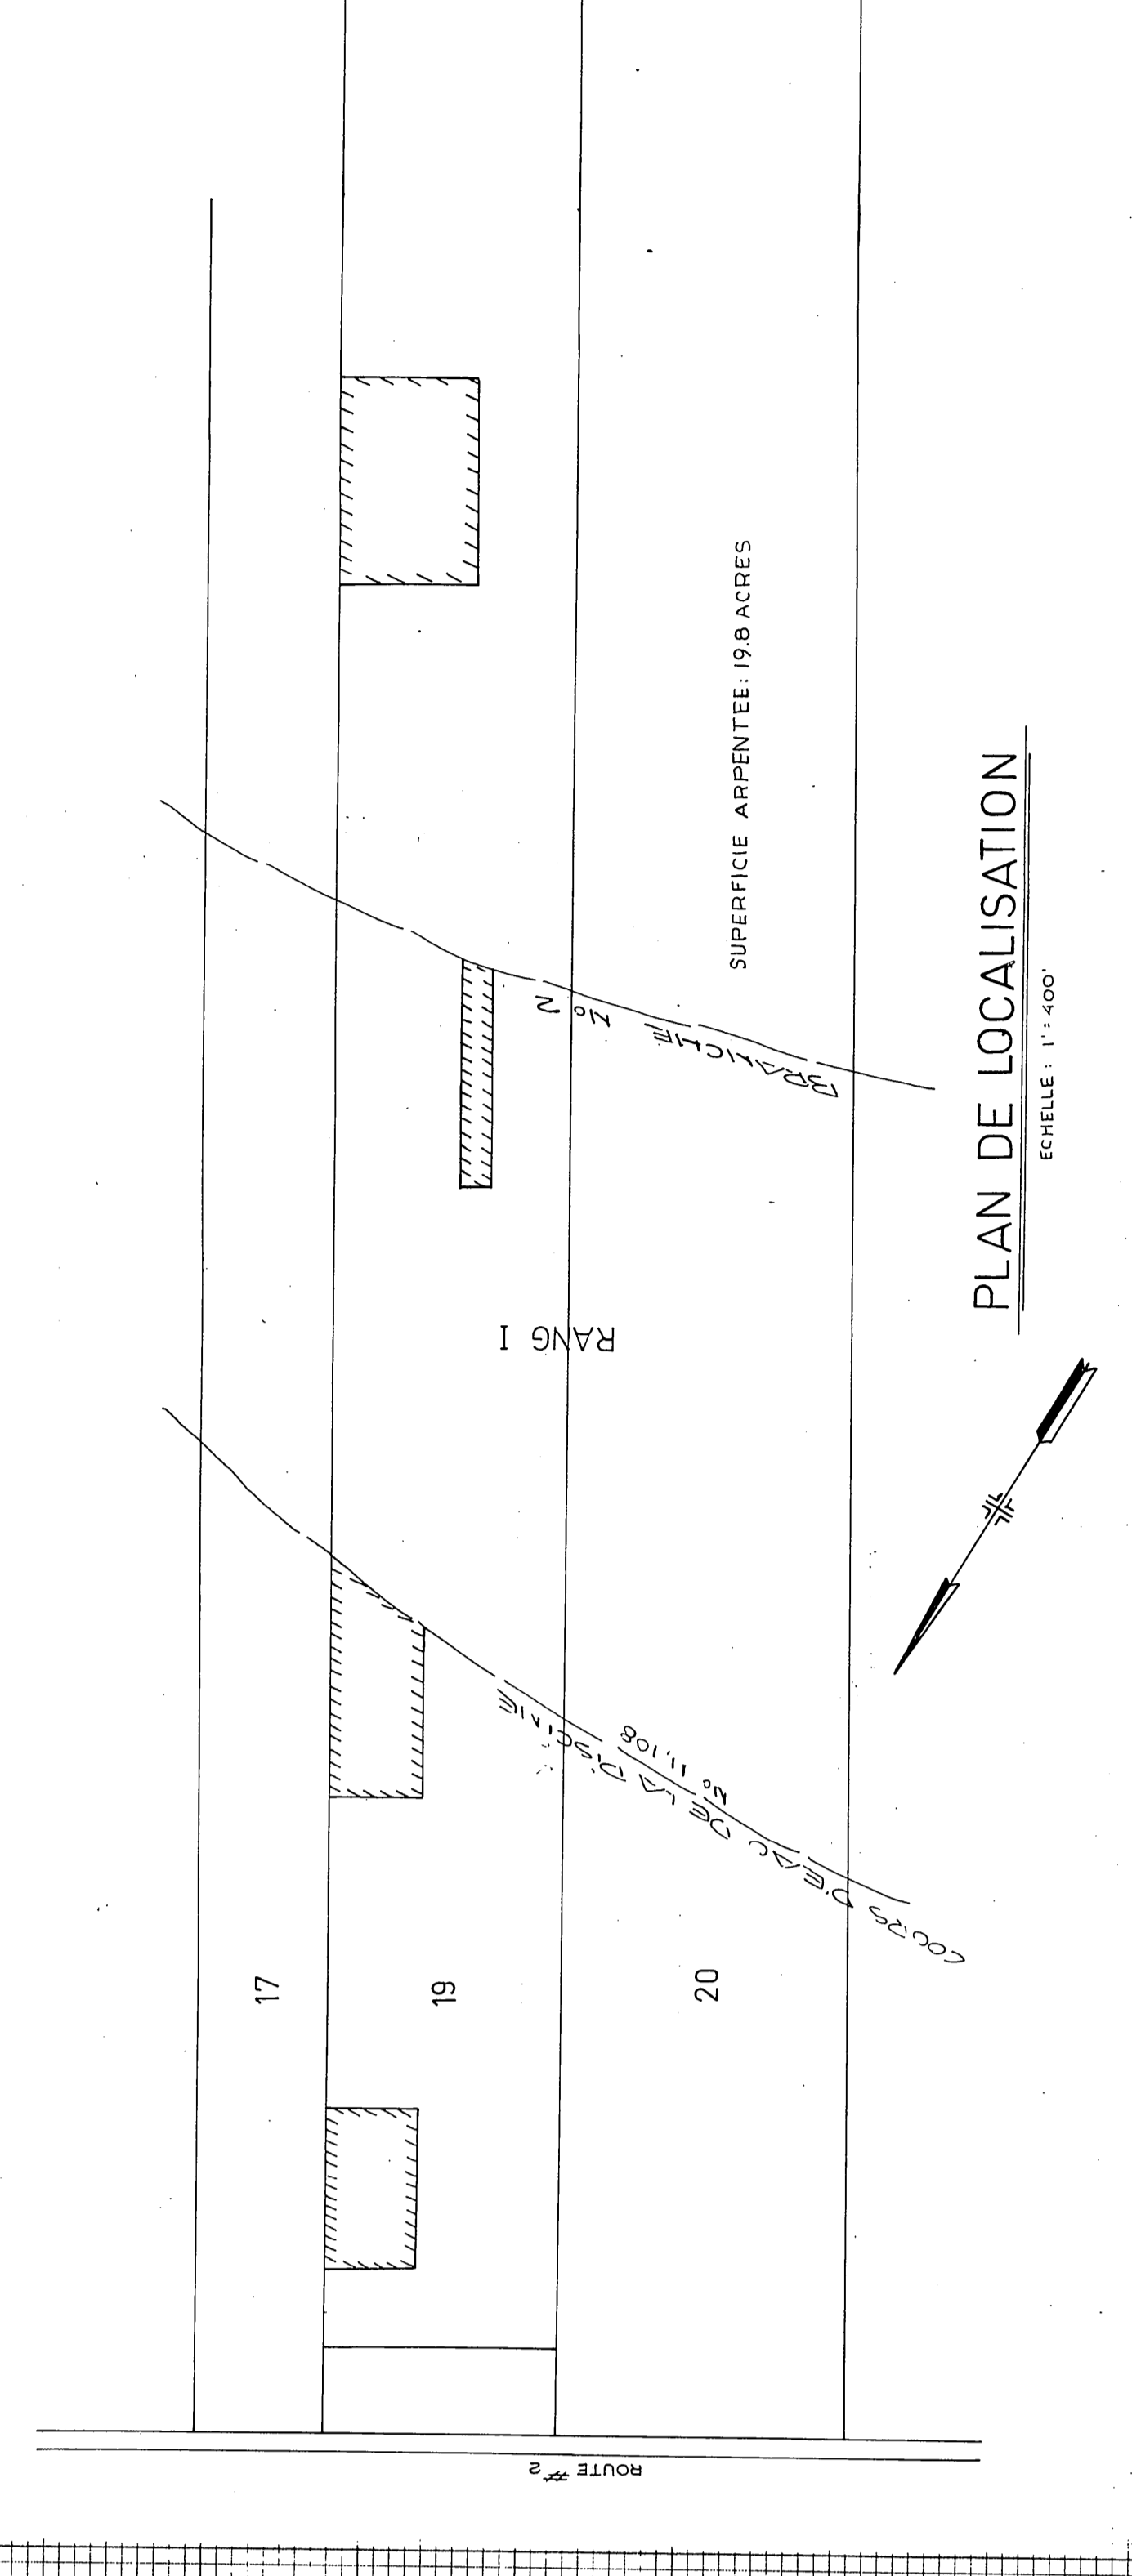 SUPERFICIE ARPENTEE: 19.8 ACRES
PLAN DE LOCALISATION
ECHELLE : 1" = 400'
17
19
20
RANG I
BRANCHE No 2
COURS D'EAU DE LA PISCINE
No 11,108
ROUTE # 2